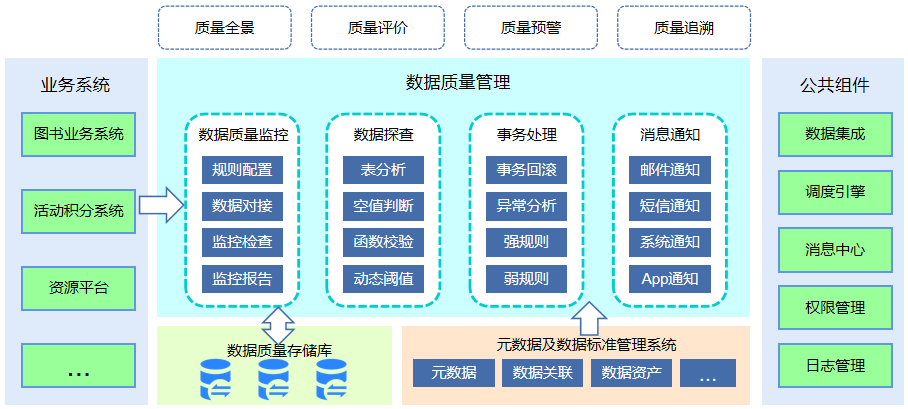 质量全景
质量评价
质量预警
质量追溯
业务系统
图书业务系统
活动积分系统
资源平台
...
数据质量管理
数据质量监控
规则配置
数据对接
监控检查
监控报告
数据探查
表分析
空值判断
函数校验
动态阈值
事务处理
事务回滚
异常分析
强规则
弱规则
消息通知
邮件通知
短信通知
系统通知
App通知
数据质量存储库
元数据及数据标准管理系统
元数据
数据关联
数据资产
...
公共组件
数据集成
调度引擎
消息中心
权限管理
日志管理